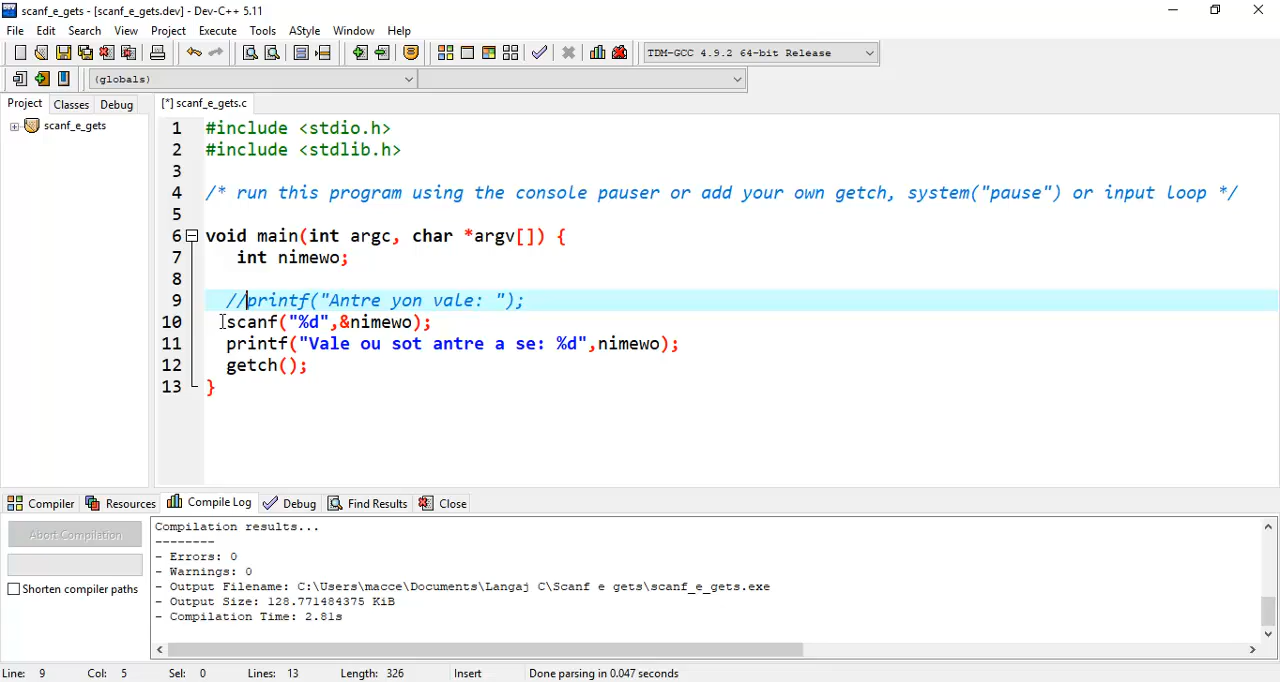 scanf_e_gets - [scanf_e_gets.dev] - Dev-C++ 5.11
File Edit Search View Project Execute Tools AStyle Window Help
TDM-GCC 4.9.2 64-bit Release
(globals)
Project Classes Debug [*] scanf_e_gets.c
scanf_e_gets
1 #include <stdio.h>
2 #include <stdlib.h>
3
4 /* run this program using the console pauser or add your own getch, system("pause") or input loop */
5
6 void main(int argc, char *argv[]) {
7 int nimewo;
8
9 //printf("Antre yon vale: ");
10 scanf("%d",&nimewo);
11 printf("Vale ou sot antre a se: %d",nimewo);
12 getch();
13 }
Compiler Resources Compile Log Debug Find Results Close
Abort Compilation
Shorten compiler paths
Compilation results...
--------
- Errors: 0
- Warnings: 0
- Output Filename: C:\Users\macce\Documents\Langaj C\Scanf e gets\scanf_e_gets.exe
- Output Size: 128.771484375 KiB
- Compilation Time: 2.81s
Line: 9 Col: 5 Sel: 0 Lines: 13 Length: 326 Insert Done parsing in 0.047 seconds